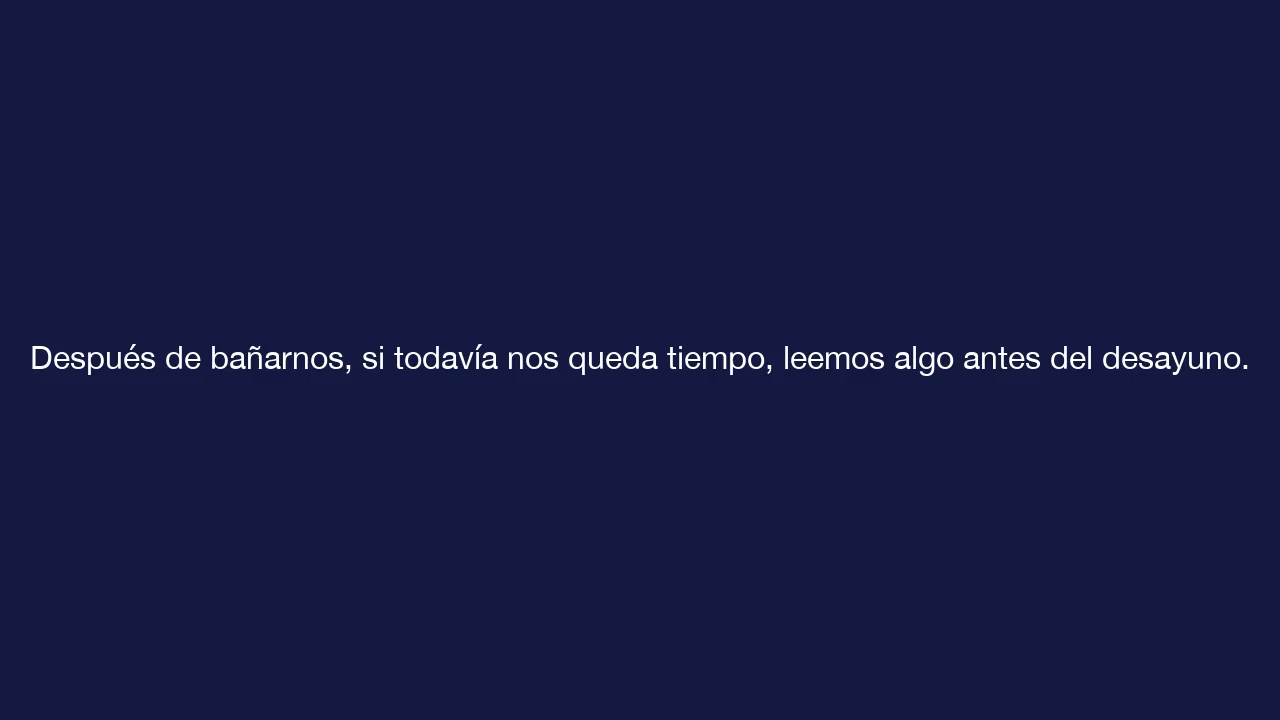 Después de bañarnos, si todavía nos queda tiempo, leemos algo antes del desayuno.